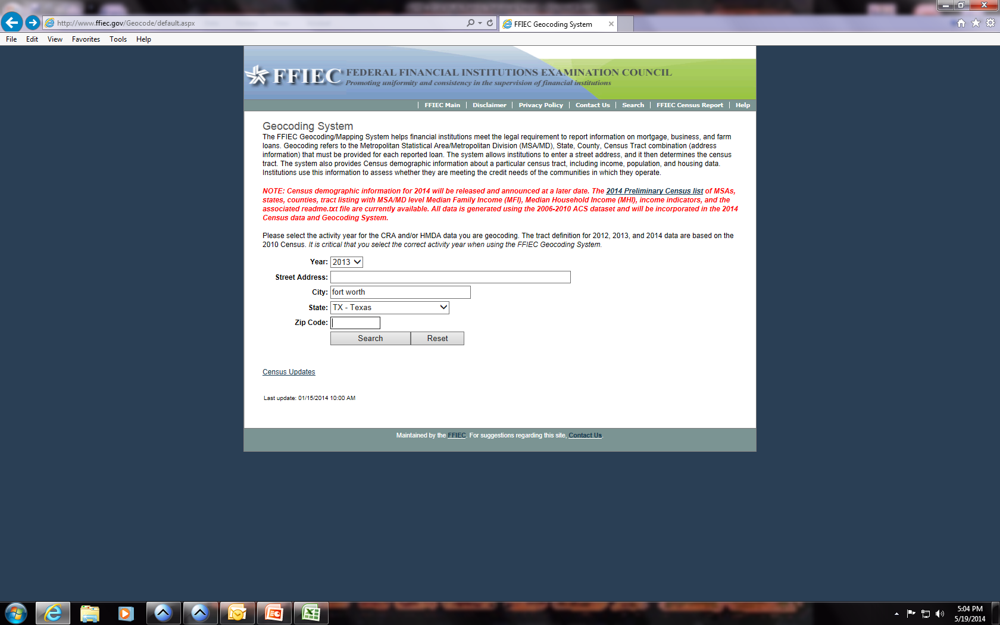 http://www.ffiec.gov/Geocode/default.aspx
FFIEC Geocoding System
File Edit View Favorites Tools Help
FFIEC FEDERAL FINANCIAL INSTITUTIONS EXAMINATION COUNCIL
Promoting uniformity and consistency in the supervision of financial institutions
| FFIEC Main | Disclaimer | Privacy Policy | Contact Us | Search | FFIEC Census Report | Help
Geocoding System
The FFIEC Geocoding/Mapping System helps financial institutions meet the legal requirement to report information on mortgage, business, and farm
loans. Geocoding refers to the Metropolitan Statistical Area/Metropolitan Division (MSA/MD), State, County, Census Tract combination (address
information) that must be provided for each reported loan. The system allows institutions to enter a street address, and it then determines the census
tract. The system also provides Census demographic information about a particular census tract, including income, population, and housing data.
Institutions use this information to assess whether they are meeting the credit needs of the communities in which they operate.
NOTE: Census demographic information for 2014 will be released and announced at a later date. The 2014 Preliminary Census list of MSAs,
states, counties, tract listing with MSA/MD level Median Family Income (MFI), Median Household Income (MHI), income indicators, and the
associated readme.txt file are currently available. All data is generated using the 2006-2010 ACS dataset and will be incorporated in the 2014
Census data and Geocoding System.
Please select the activity year for the CRA and/or HMDA data you are geocoding. The tract definition for 2012, 2013, and 2014 data are based on the
2010 Census. It is critical that you select the correct activity year when using the FFIEC Geocoding System.
Year: 2013
Street Address:
City: fort worth
State: TX - Texas
Zip Code:
Search Reset
Census Updates
Last update: 01/15/2014 10:00 AM
Maintained by the FFIEC. For suggestions regarding this site, Contact Us.
5:04 PM
5/19/2014